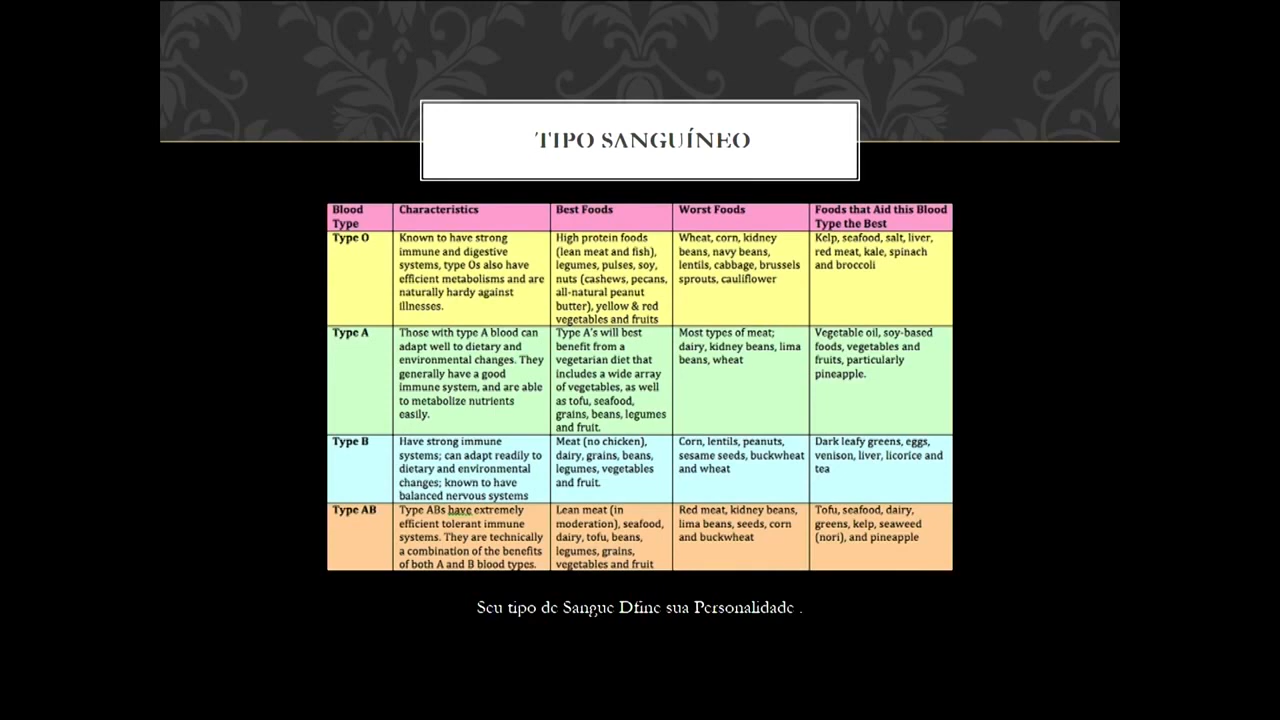 TIPO SANGUÍNEO
Blood Type
Characteristics
Best Foods
Worst Foods
Foods that Aid this Blood
Type the Best
Type O
Known to have strong
immune and digestive
systems, type Os also have
efficient metabolisms and are
naturally hardy against
illnesses.
High protein foods
(lean meat and fish),
legumes, pulses, soy,
nuts (cashews, pecans,
all-natural peanut
butter), yellow & red
vegetables and fruits
Wheat, corn, kidney
beans, navy beans,
lentils, cabbage, brussels
sprouts, cauliflower
Kelp, seafood, salt, liver,
red meat, kale, spinach
and broccoli
Type A
Those with type A blood can
adapt well to dietary and
environmental changes. They
generally have a good
immune system, and are able
to metabolize nutrients
easily.
Type A's will best
benefit from a
vegetarian diet that
includes a wide array
of vegetables, as well
as tofu, seafood,
grains, beans, legumes
and fruit.
Most types of meat;
dairy, kidney beans, lima
beans, wheat
Vegetable oil, soy-based
foods, vegetables and
fruits, particularly
pineapple.
Type B
Have strong immune
systems; can adapt readily to
dietary and environmental
changes; known to have
balanced nervous systems
Meat (no chicken),
dairy, grains, beans,
legumes, vegetables
and fruit.
Corn, lentils, peanuts,
sesame seeds, buckwheat
and wheat
Dark leafy greens, eggs,
venison, liver, licorice and
tea
Type AB
Type ABs have extremely
efficient tolerant immune
systems. They are technically
a combination of the benefits
of both A and B blood types.
Lean meat (in
moderation), seafood,
dairy, tofu, beans,
legumes, grains,
vegetables and fruit
Red meat, kidney beans,
lima beans, seeds, corn
and buckwheat
Tofu, seafood, dairy,
greens, kelp, seaweed
(nori), and pineapple
Seu tipo de Sangue Dfine sua Personalidade .